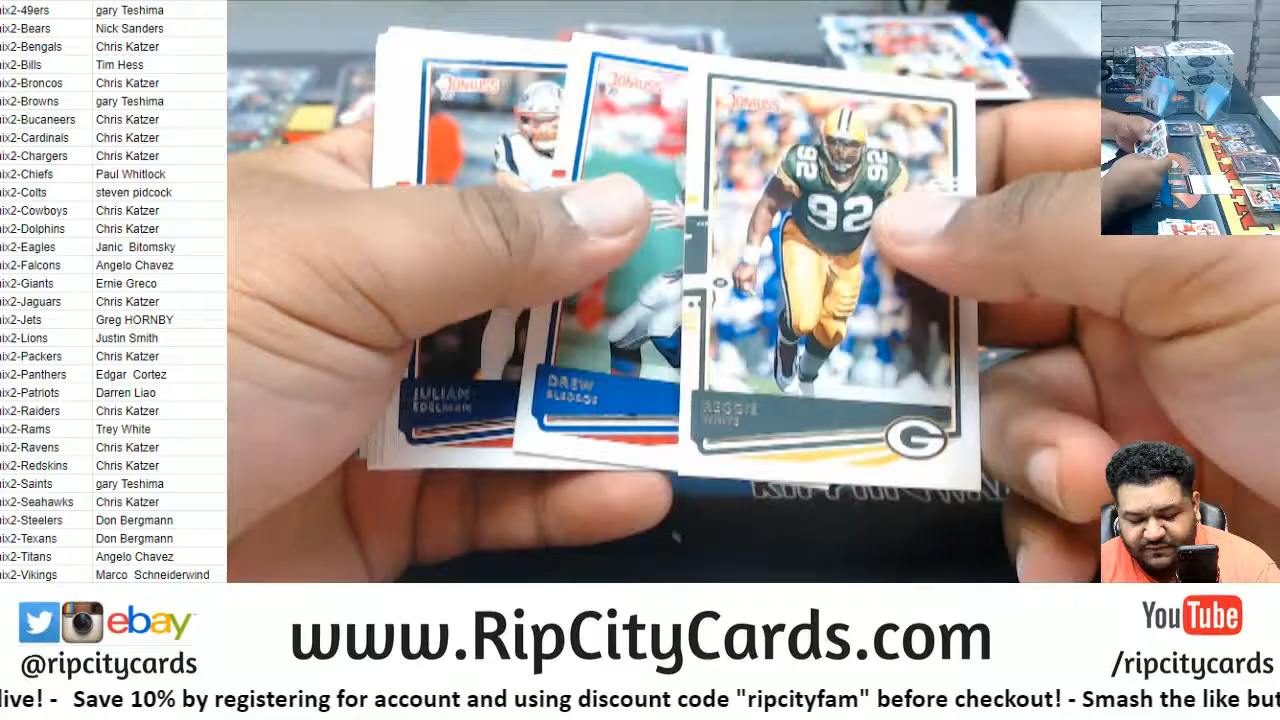 ix2-49ers gary Teshima
ix2-Bears Nick Sanders
ix2-Bengals Chris Katzer
ix2-Bills Tim Hess
ix2-Broncos Chris Katzer
ix2-Browns gary Teshima
ix2-Bucaneers Chris Katzer
ix2-Cardinals Chris Katzer
ix2-Chargers Chris Katzer
ix2-Chiefs Paul Whitlock
ix2-Colts steven pidcock
ix2-Cowboys Chris Katzer
ix2-Dolphins Chris Katzer
ix2-Eagles Janic Bitomsky
ix2-Falcons Angelo Chavez
ix2-Giants Ernie Greco
ix2-Jaguars Chris Katzer
ix2-Jets Greg HORNBY
ix2-Lions Justin Smith
ix2-Packers Chris Katzer
ix2-Panthers Edgar Cortez
ix2-Patriots Darren Liao
ix2-Raiders Chris Katzer
ix2-Rams Trey White
ix2-Ravens Chris Katzer
ix2-Redskins Chris Katzer
ix2-Saints gary Teshima
ix2-Seahawks Chris Katzer
ix2-Steelers Don Bergmann
ix2-Texans Don Bergmann
ix2-Titans Angelo Chavez
ix2-Vikings Marco Schneiderwind
DONRUSS
JULIAN
EDELMAN
DONRUSS
DREW
BLEDSOE
DONRUSS
92
92
92
REGGIE
WHITE
G
ebay
@ripcitycards
www.RipCityCards.com
YouTube
/ripcitycards
live! - Save 10% by registering for account and using discount code "ripcityfam" before checkout! - Smash the like but